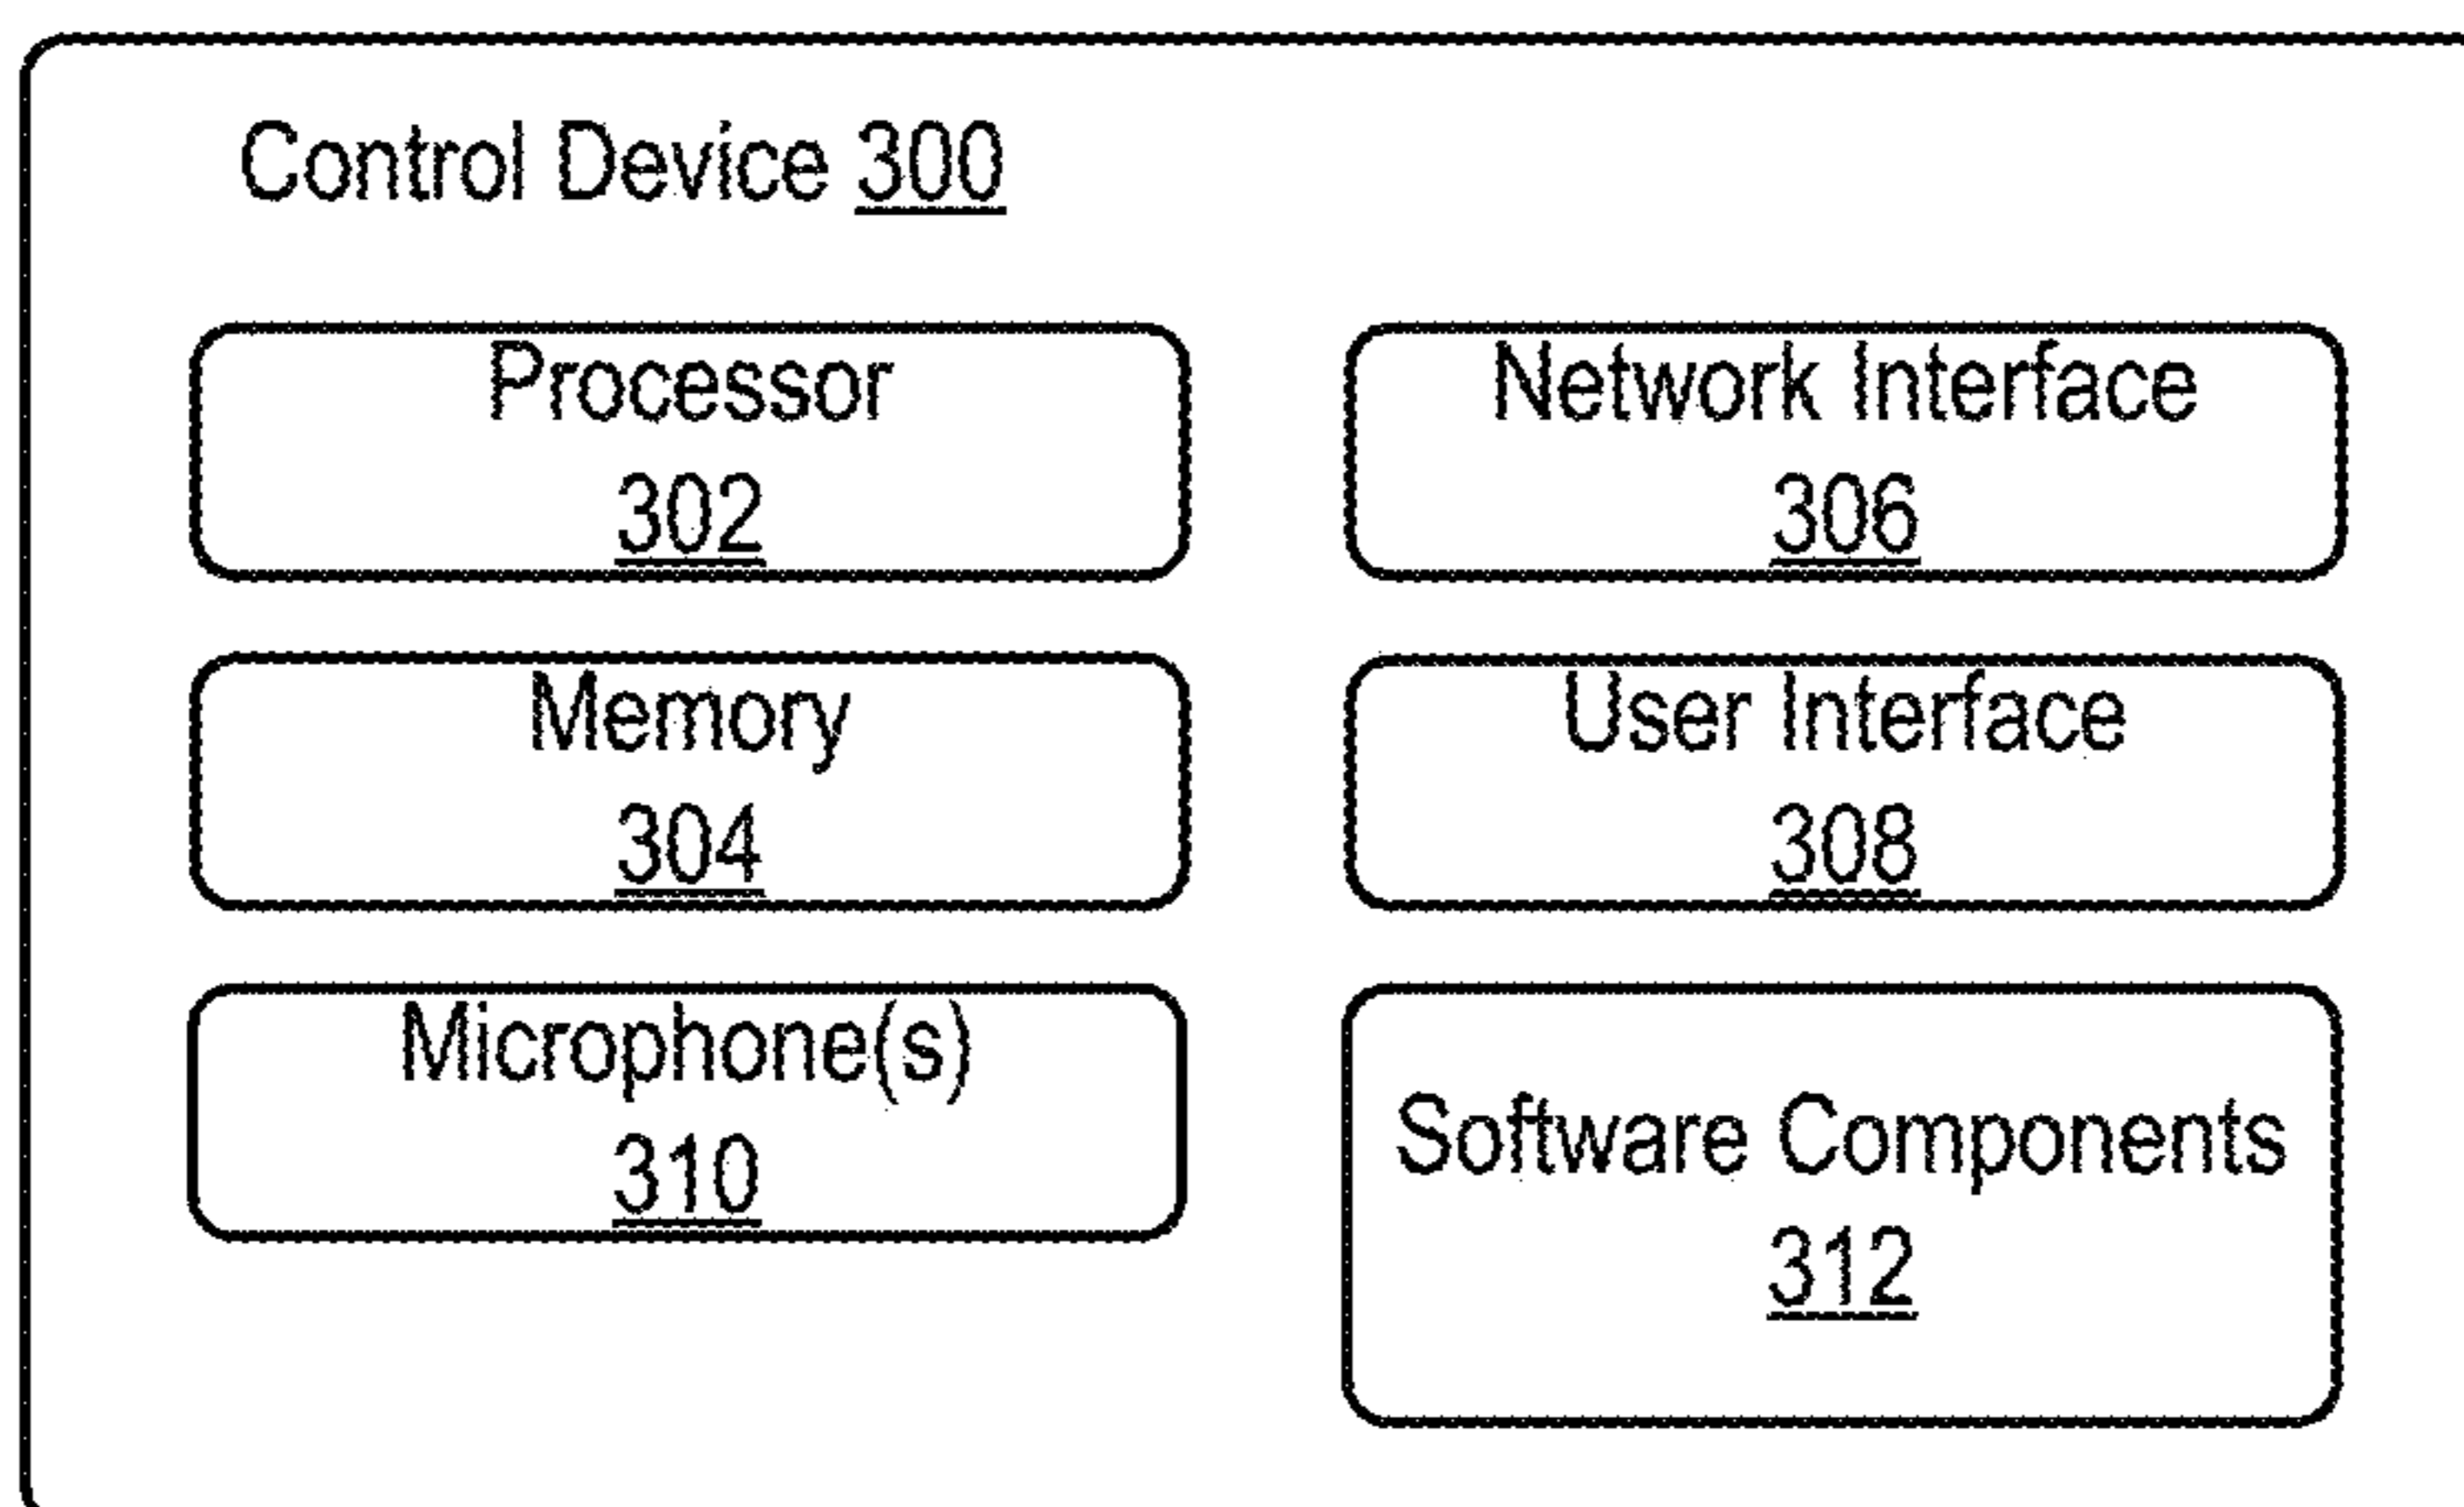 Control Device 300
Processor
302
Network Interface
306
Memory
304
User Interface
308
Microphone(s)
310
Software Components
312